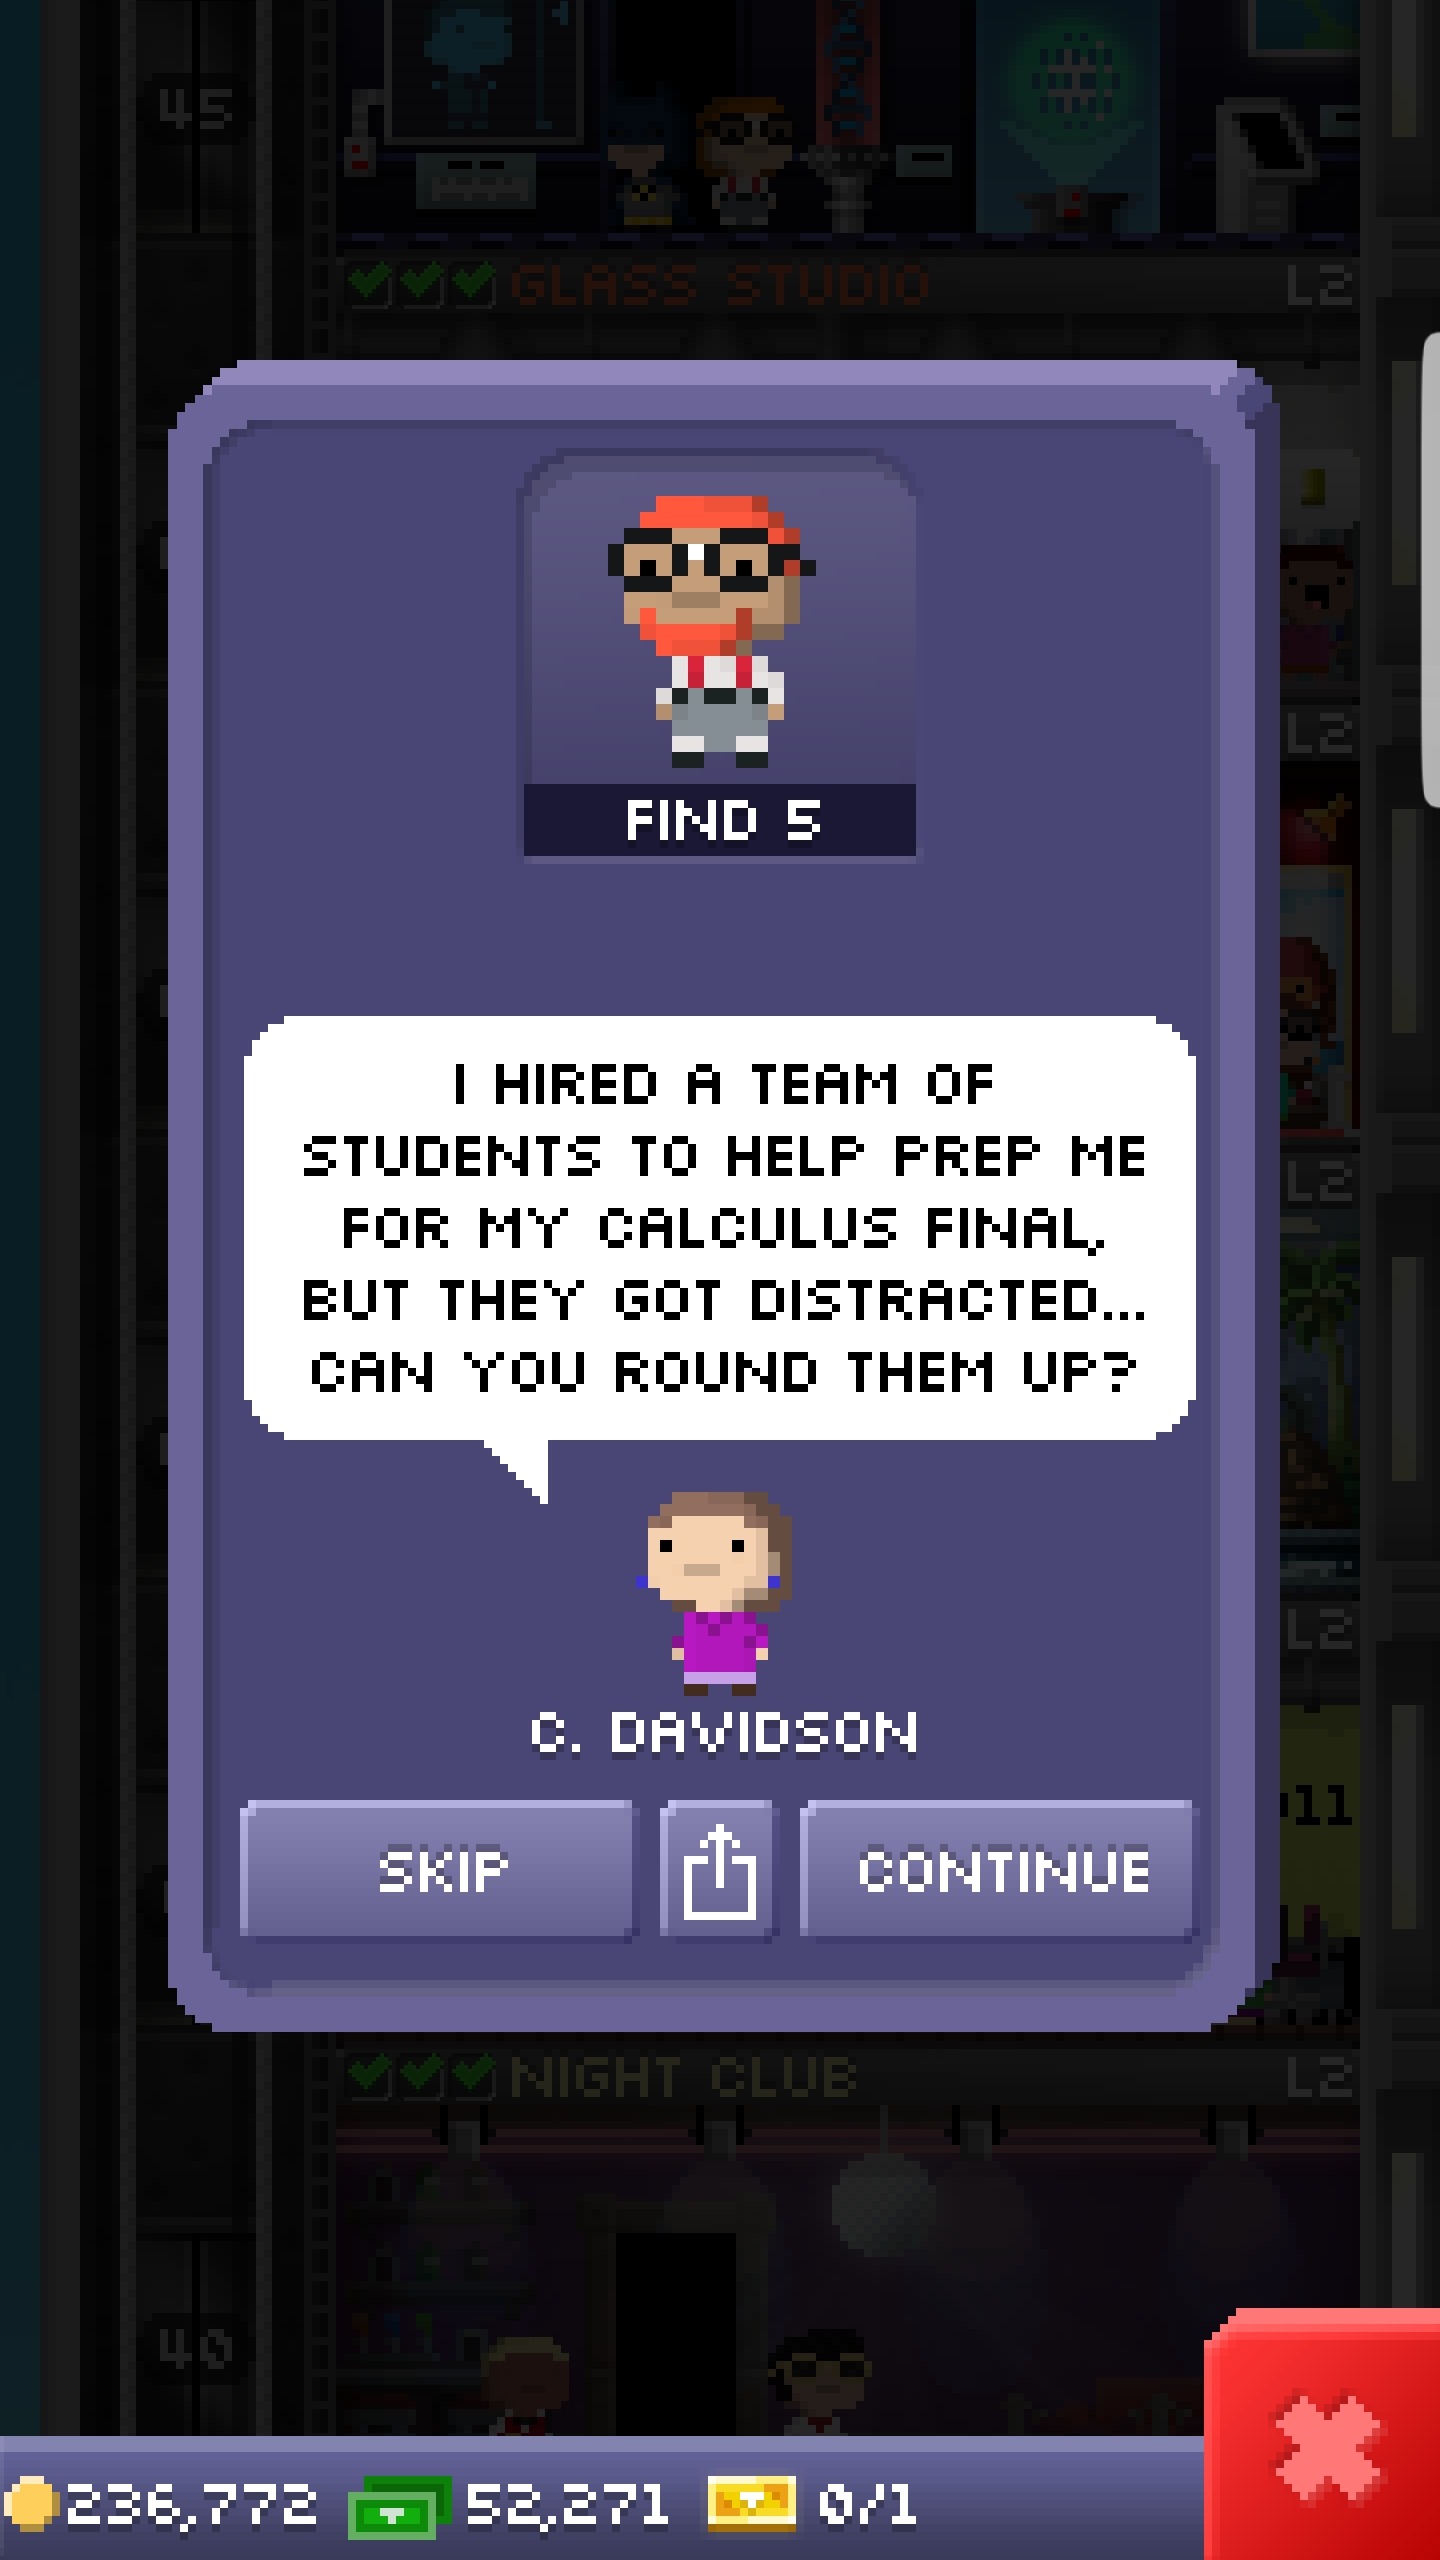 45
GLASS STUDIO
L2
L2
FIND 5
I HIRED A TEAM OF
STUDENTS TO HELP PREP ME
FOR MY CALCULUS FINAL,
BUT THEY GOT DISTRACTED...
CAN YOU ROUND THEM UP?
L2
L2
C. DAVIDSON
11
SKIP
CONTINUE
NIGHT CLUB
L2
40
236,772
52,271
0/1